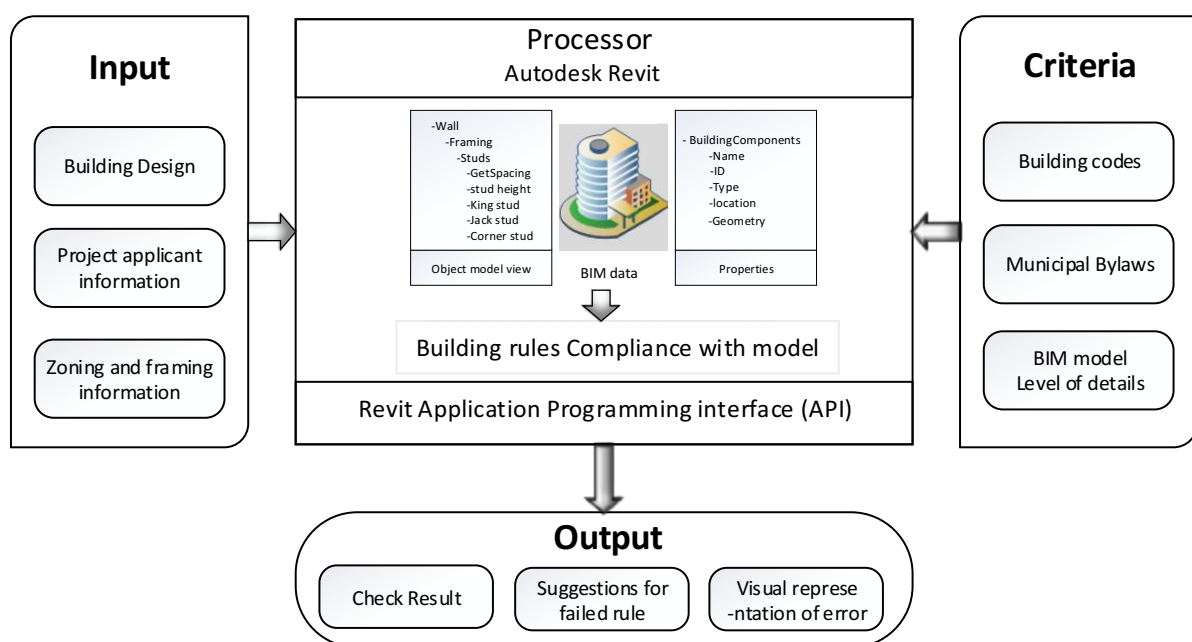 Input
Building Design
Project applicant
information
Zoning and framing
information
Processor
Autodesk Revit
-Wall
-Framing
-Studs
-GetSpacing
-stud height
-King stud
-Jack stud
-Corner stud
Object model view
BIM data
- BuildingComponents
-Name
-ID
-Type
-location
-Geometry
Properties
Building rules Compliance with model
Revit Application Programming interface (API)
Criteria
Building codes
Municipal Bylaws
BIM model
Level of details
Output
Check Result
Suggestions for
failed rule
Visual represe
-ntation of error